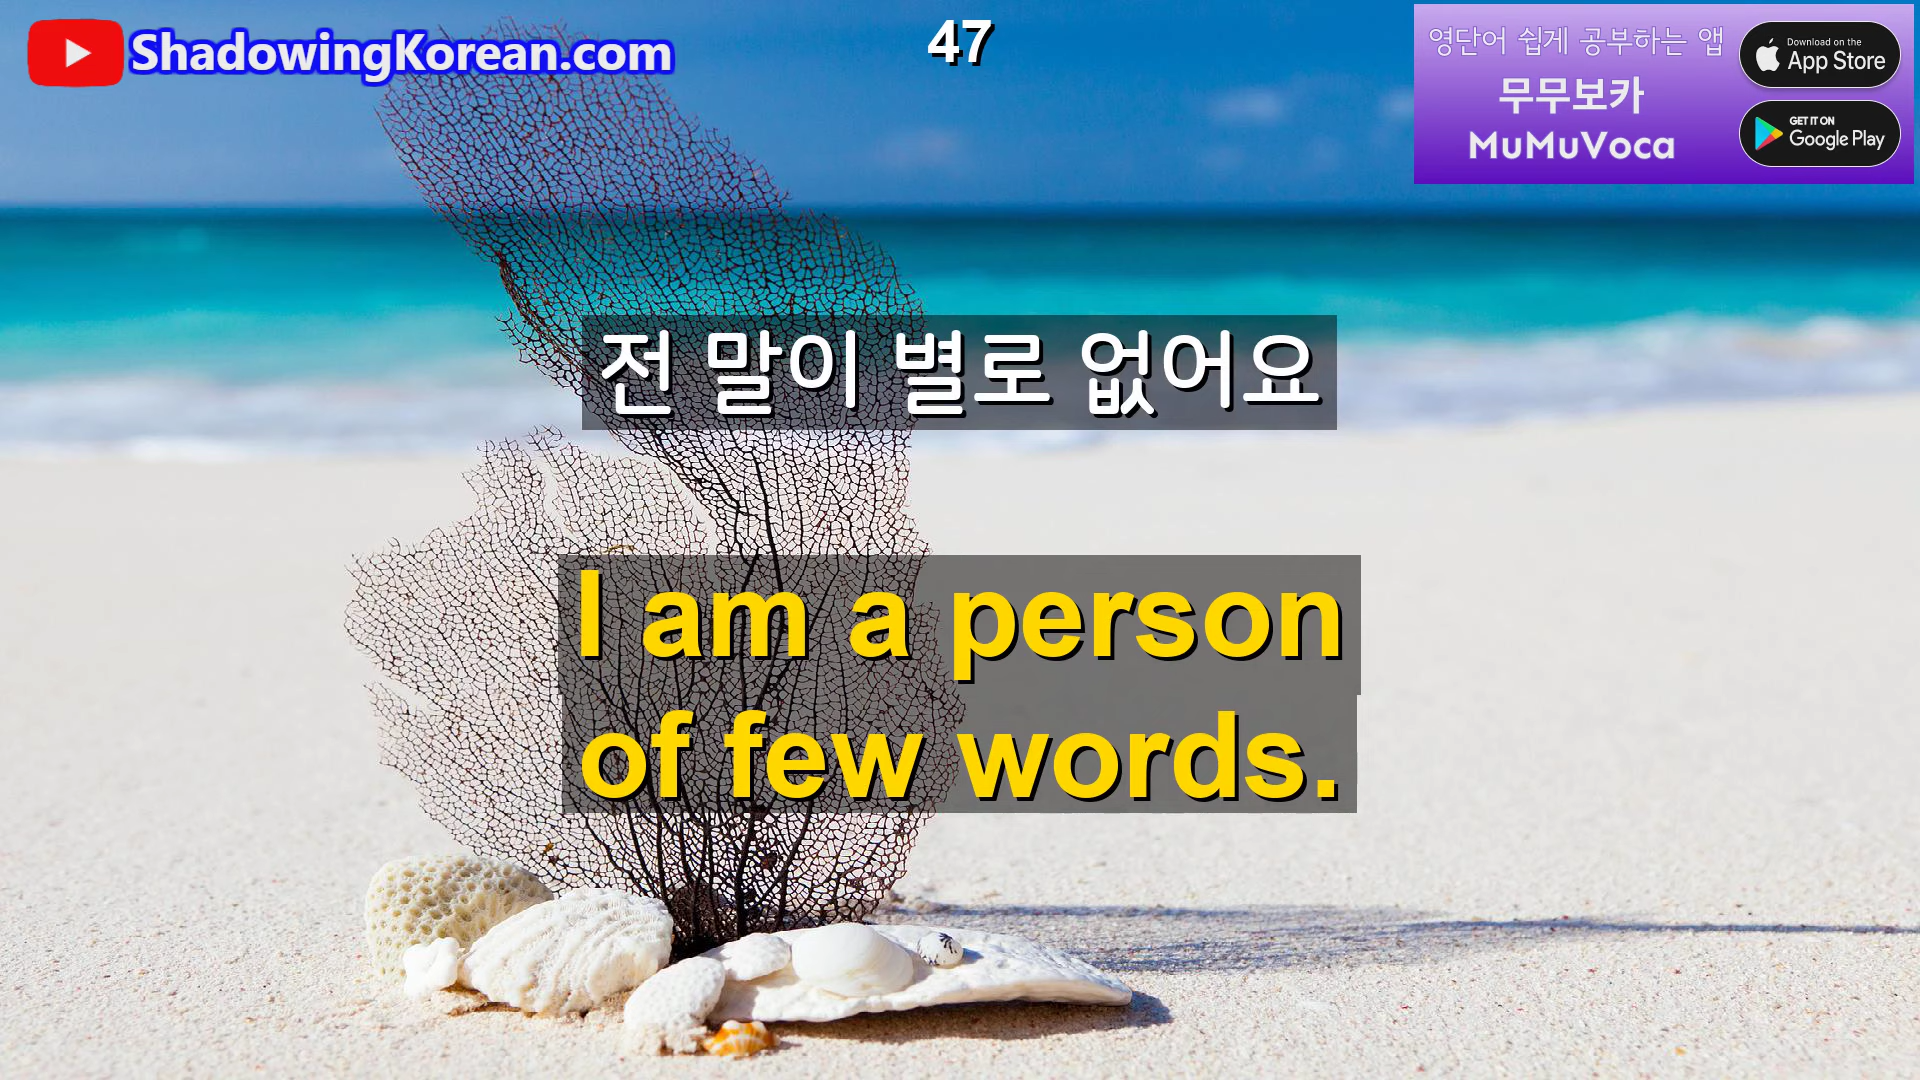 ShadowingKorean.com
47
영단어 쉽게 공부하는 앱
무무보카
MuMuVoca
Download on the
App Store
GET IT ON
Google Play
전 말이 별로 없어요
I am a person
of few words.